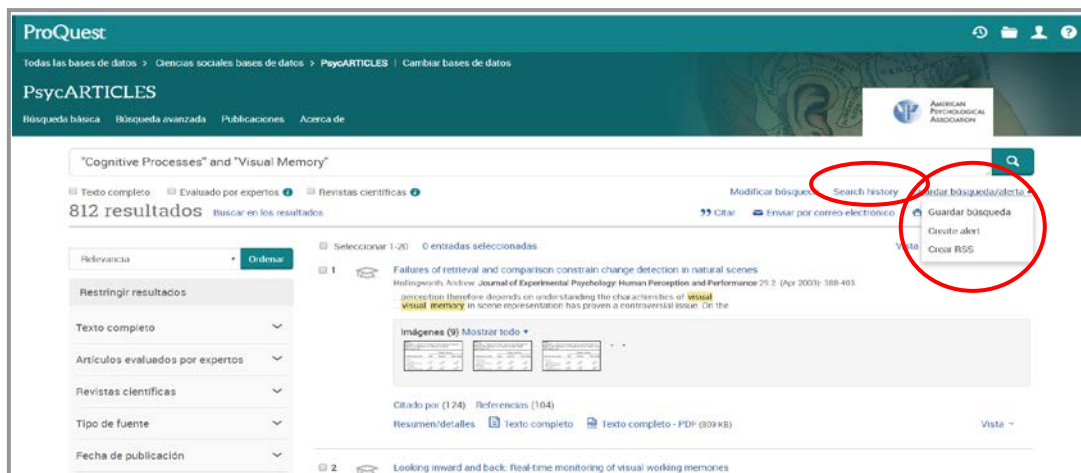 ProQuest
Todas las bases de datos > Ciencias sociales bases de datos > PsycARTICLES | Cambiar bases de datos
PsycARTICLES
AMERICAN PSYCHOLOGICAL ASSOCIATION
Búsqueda básica Búsqueda avanzada Publicaciones Acerca de
"Cognitive Processes" and "Visual Memory"
Texto completo Evaluado por expertos Revistas científicas Modificar búsqueda Search history Guardar búsqueda/alerta
812 resultados Buscar en los resultados Citar Enviar por correo electrónico
Guardar búsqueda
Create alert
Crear RSS
Seleccionar 1-20 0 entradas seleccionadas
Relevancia Ordenar
Restringir resultados
Texto completo
Artículos evaluados por expertos
Revistas científicas
Tipo de fuente
Fecha de publicación
1 Failures of retrieval and comparison constrain change detection in natural scenes
Hollingworth, Andrew. Journal of Experimental Psychology: Human Perception and Performance 29.2 (Apr 2003): 388-403.
...perception therefore depends on understanding the characteristics of visual
visual memory in scene representation has proven a controversial issue. On the
Imágenes (9) Mostrar todo
Citado por (124) Referencias (104)
Resumen/detalles Texto completo Texto completo - PDF (809 KB) Vista
2 Looking inward and back: Real-time monitoring of visual working memories